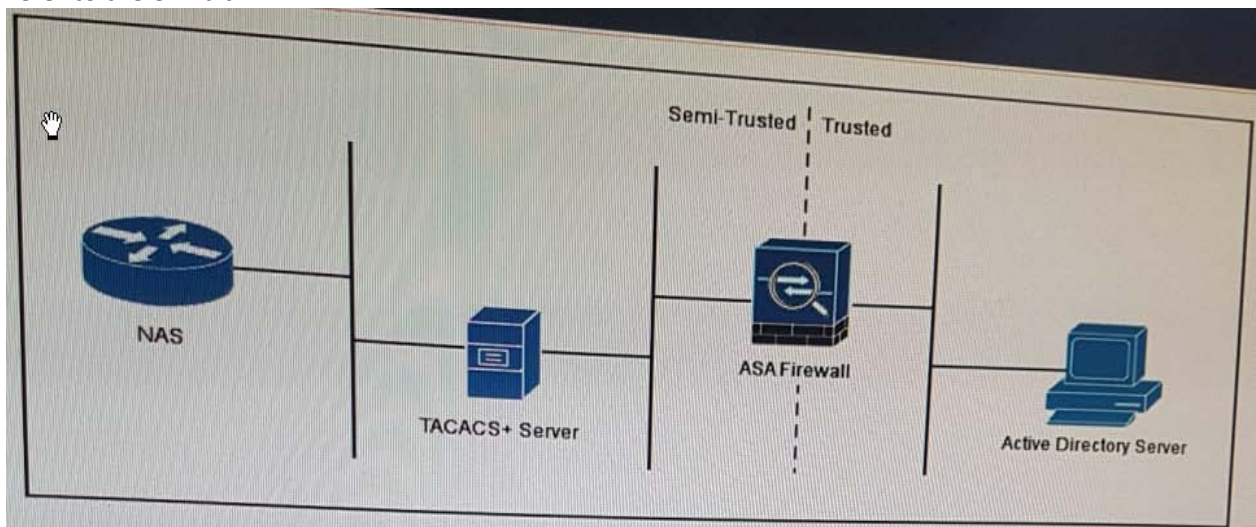 Semi-Trusted
Trusted
NAS
TACACS+ Server
ASA Firewall
Active Directory Server